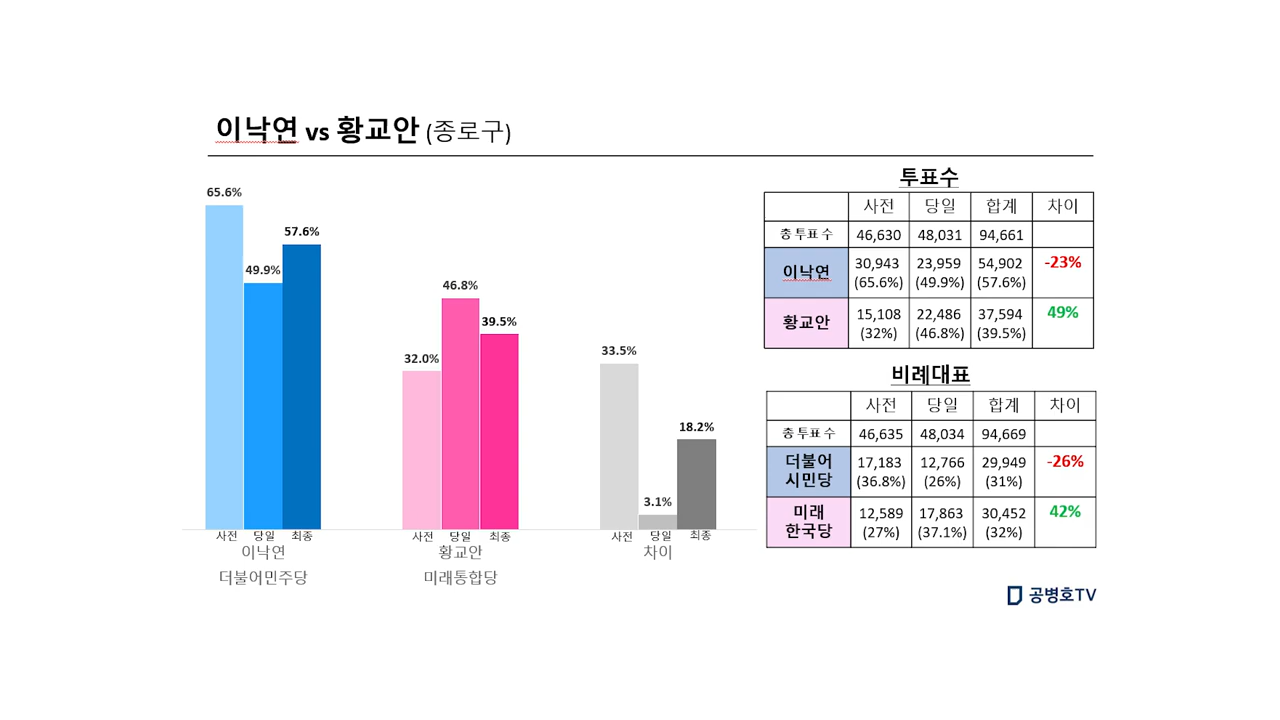 이낙연 vs 황교안 (종로구)
65.6%
49.9%
57.6%
32.0%
46.8%
39.5%
33.5%
3.1%
18.2%
사전 당일 최종
이낙연
더불어민주당
사전 당일 최종
황교안
미래통합당
사전 당일 최종
차이
투표수
사전 당일 합계 차이
총 투표 수 46,630 48,031 94,661
이낙연 30,943 (65.6%) 23,959 (49.9%) 54,902 (57.6%) -23%
황교안 15,108 (32%) 22,486 (46.8%) 37,594 (39.5%) 49%
비례대표
사전 당일 합계 차이
총 투표 수 46,635 48,034 94,669
더불어 시민당 17,183 (36.8%) 12,766 (26%) 29,949 (31%) -26%
미래 한국당 12,589 (27%) 17,863 (37.1%) 30,452 (32%) 42%
공병호TV